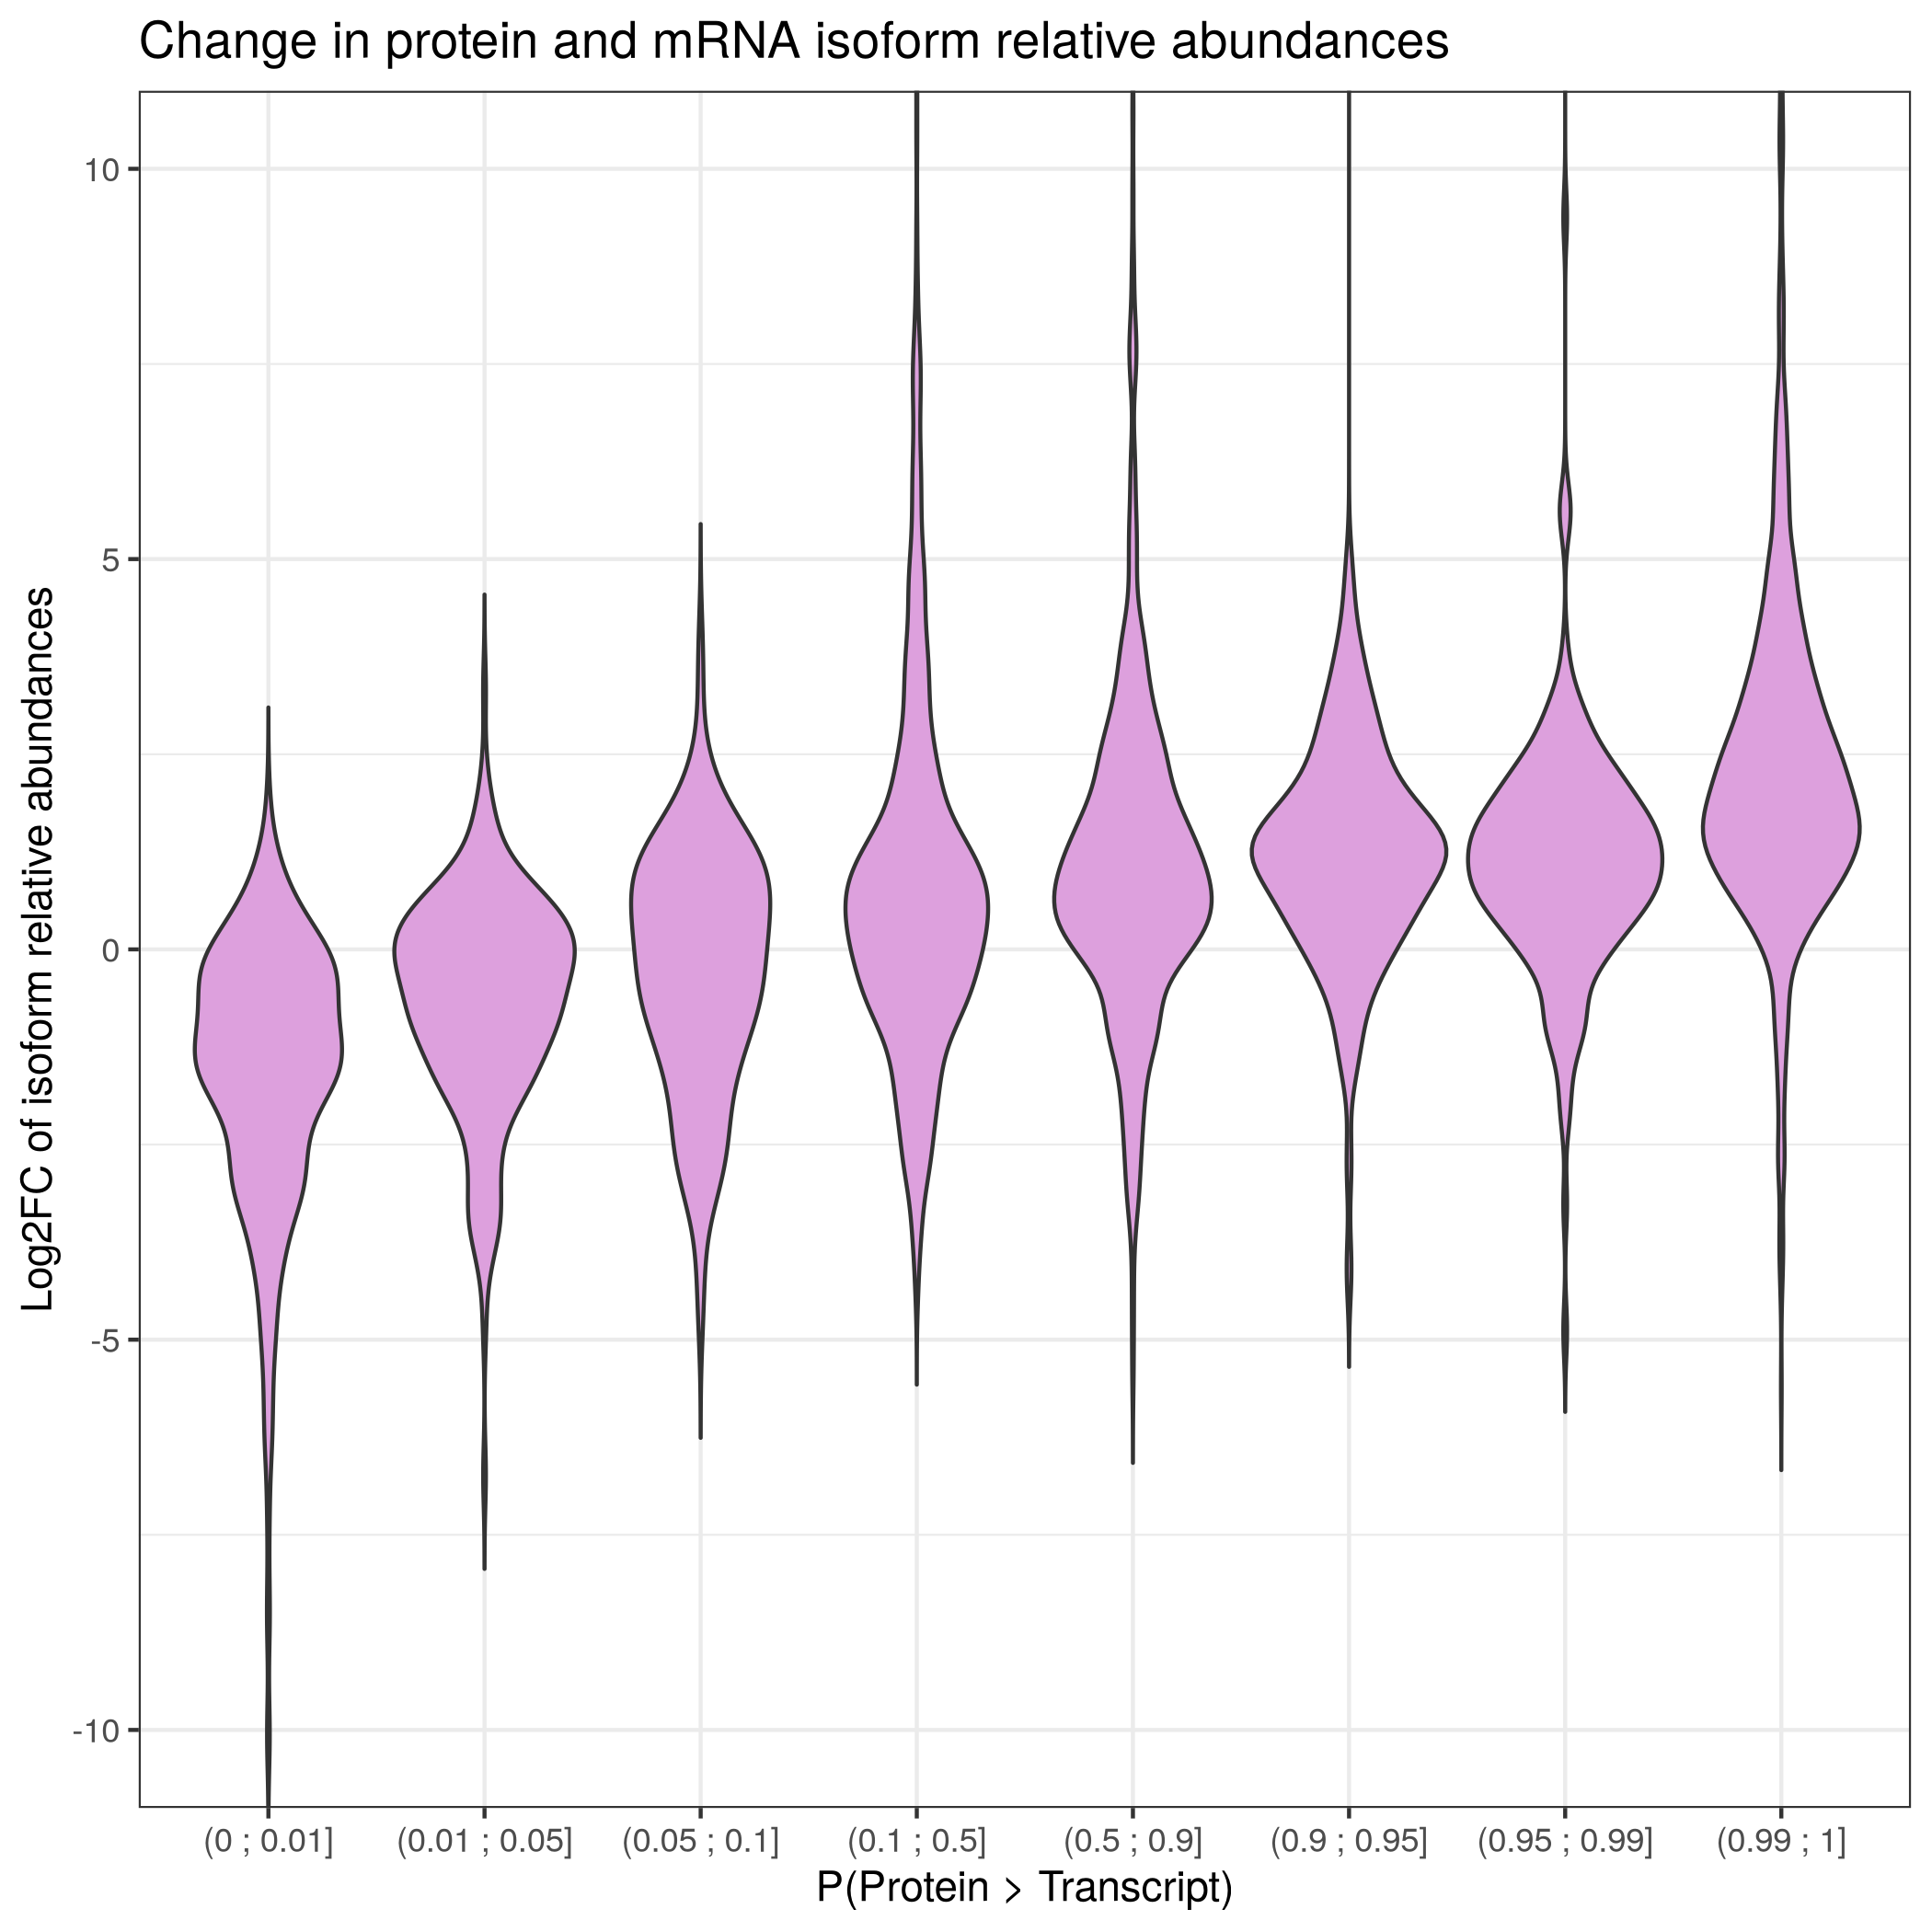 Change in protein and mRNA isoform relative abundances
Log2FC of isoform relative abundances
10
5
0
-5
-10
(0 ; 0.01]
(0.01 ; 0.05]
(0.05 ; 0.1]
(0.1 ; 0.5]
(0.5 ; 0.9]
(0.9 ; 0.95]
(0.95 ; 0.99]
(0.99 ; 1]
P(Protein > Transcript)